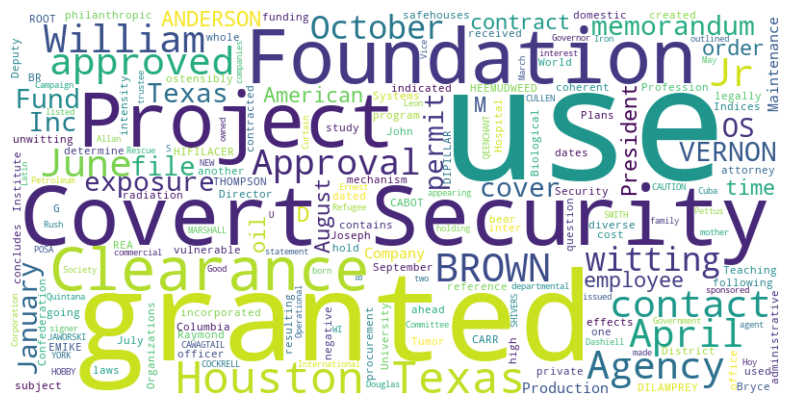 philanthropic
ANDERSON
funding
October
safehouses
contract
domestic
created
memorandum
ROOT
whole
Deputy
William
Foundation
received
Vice
Governor
Iron
order
approved
companies
interest
March
outlined
World
May
Jr
Maintenance
BR
ostensibly
Campaign
intensity
Project
use
Fund
Texas
American
indicated
HEEMUDWEED
coherent
Profession
Inc
trustee
owned
Systems
Leon
CULLEN
legally
Indices
listed
Allan
Rescue
contracted
Curtain
program
M
Hospital
Plans
OS
unwitting
study
John
QEENCHANT
Biological
dates
President
VERNON
June
file
determine
S
HIFILACER
NEW
Approval
permit
DIPILLAR
attorney
Petroleum
another
mechanism
Ernest
cover
Security
CAUTION
Cuba
time
Latin
Institute
exposure
THOMPSON
radiation
dated
CABOT
appearing
SMITH
family
concludes
G
Director
August
D
contains
Refugee
REA
bear
inter
question
diverse
Pettus
mother
Covert Security
Rush
MARSHALL
U
Joseph
hold
holding
cost
vulnerable
oil
statement
Company
September
Teaching
POSA
commercial
Society
Good
born
B
two
departmental
following
Clearance
BROWN
witting
January
Confederation
reference
issued
sponsored
employee
Quintana
going
signer
Corporation
Organizations
incorporated
Columbia
resulting
negative
WI
Operational
procurement
ahead
University
Committee
Tumor
CARR
high
SHIVERS
effects
one
private
agent
contact
Government
District
made
office
Dashiell
administrative
granted
April
JAWORSKI
July
Raymond
EMIKE
YORK
CAWAGTAIL
officer
HOBBY
laws
COCKRELL
International
Douglas
Agency
Hoy
used
subject
Houston Texas
Production
DILAMPREY
Bryce